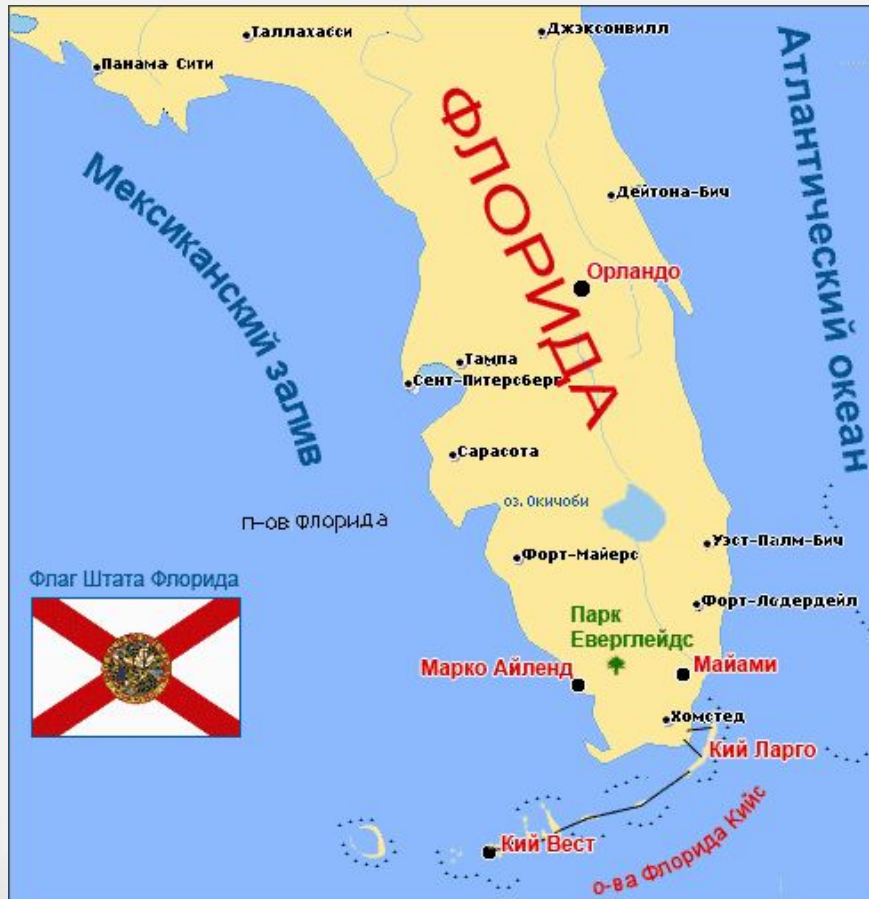 Таллахасси
Джэксонвилл
Панама Сити
Атлантический океан
ФЛОРИДА
Мексиканский залив
Дейтона-Бич
Орландо
Тампа
Сент-Питерсберг
Сарасота
оз. Окичоби
п-ов Флорида
Уэст-Палм-Бич
Форт-Майерс
Флаг Штата Флорида
Форт-Лодердейл
Парк
Еверглейдс
Марко Айленд
Майами
Хомстед
Кий Ларго
Кий Вест
о-ва Флорида Кийс